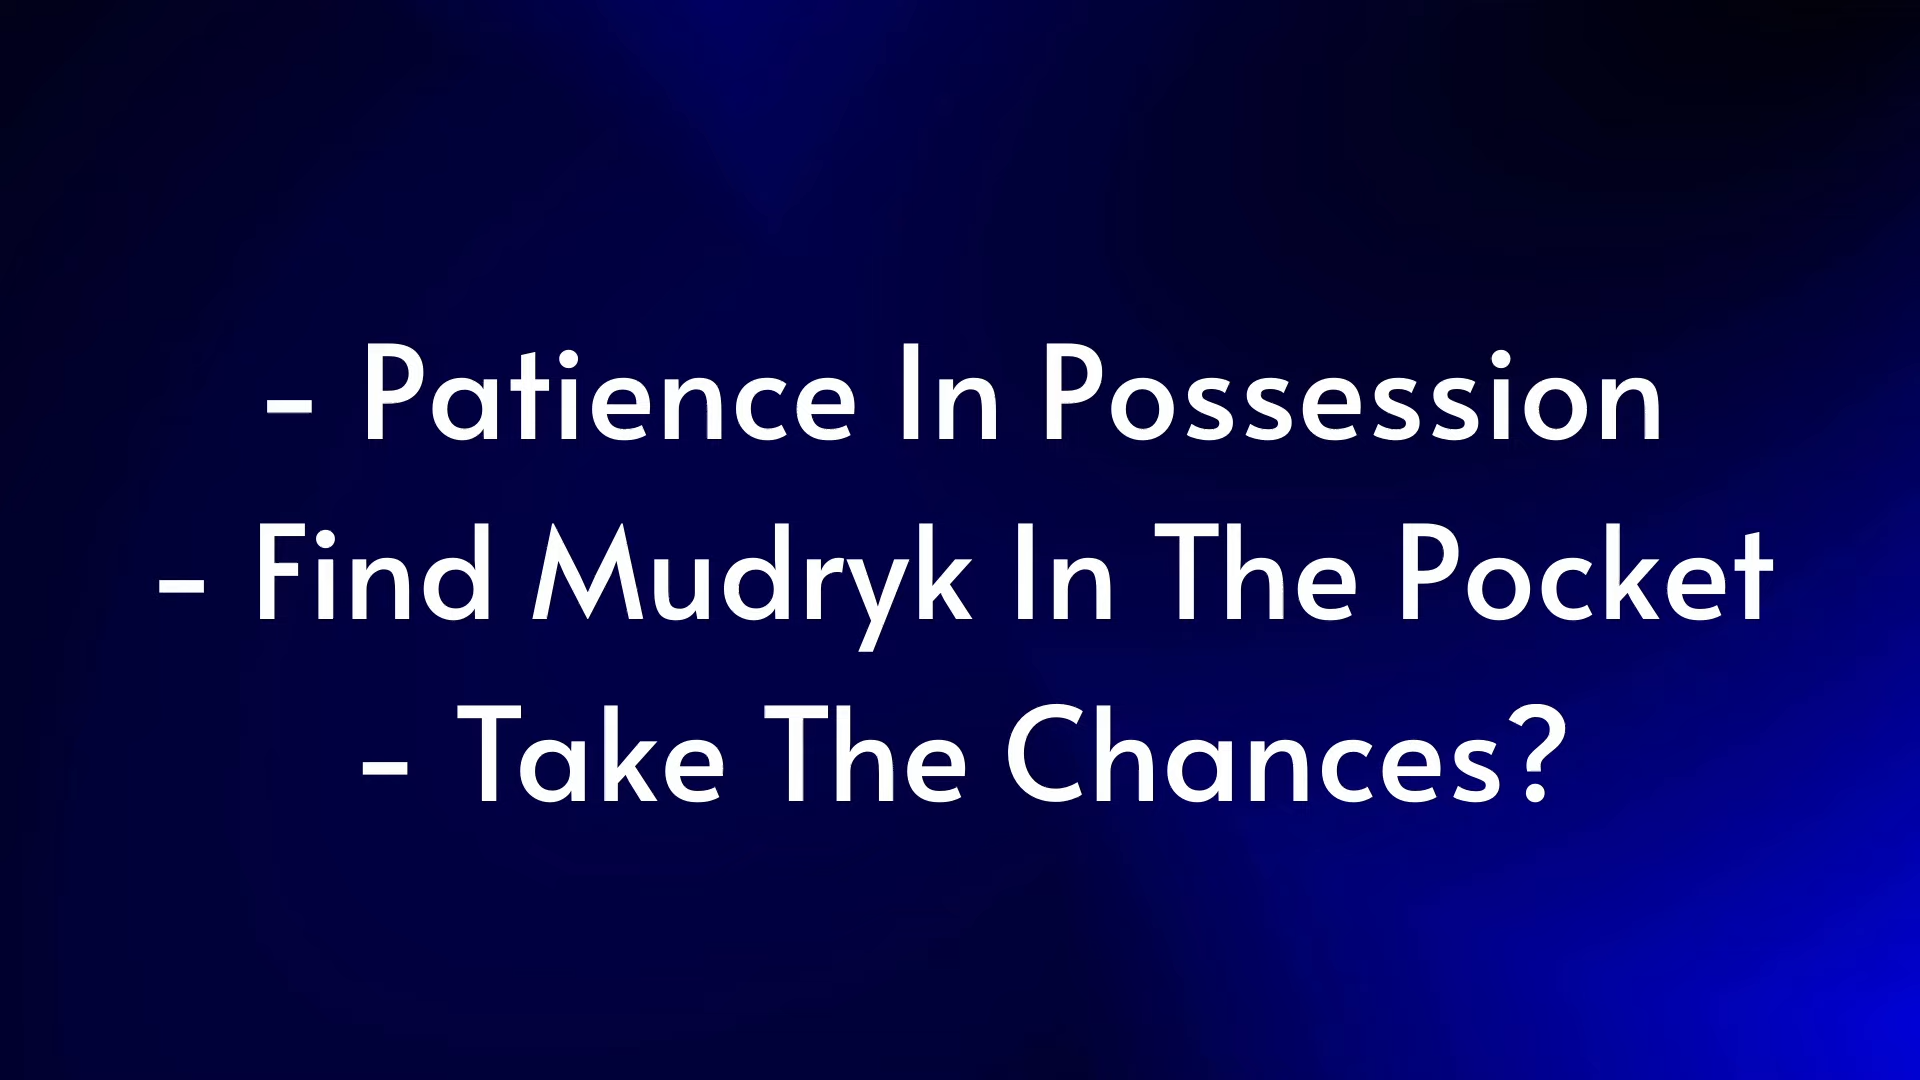 - Patience In Possession
- Find Mudryk In The Pocket
- Take The Chances?